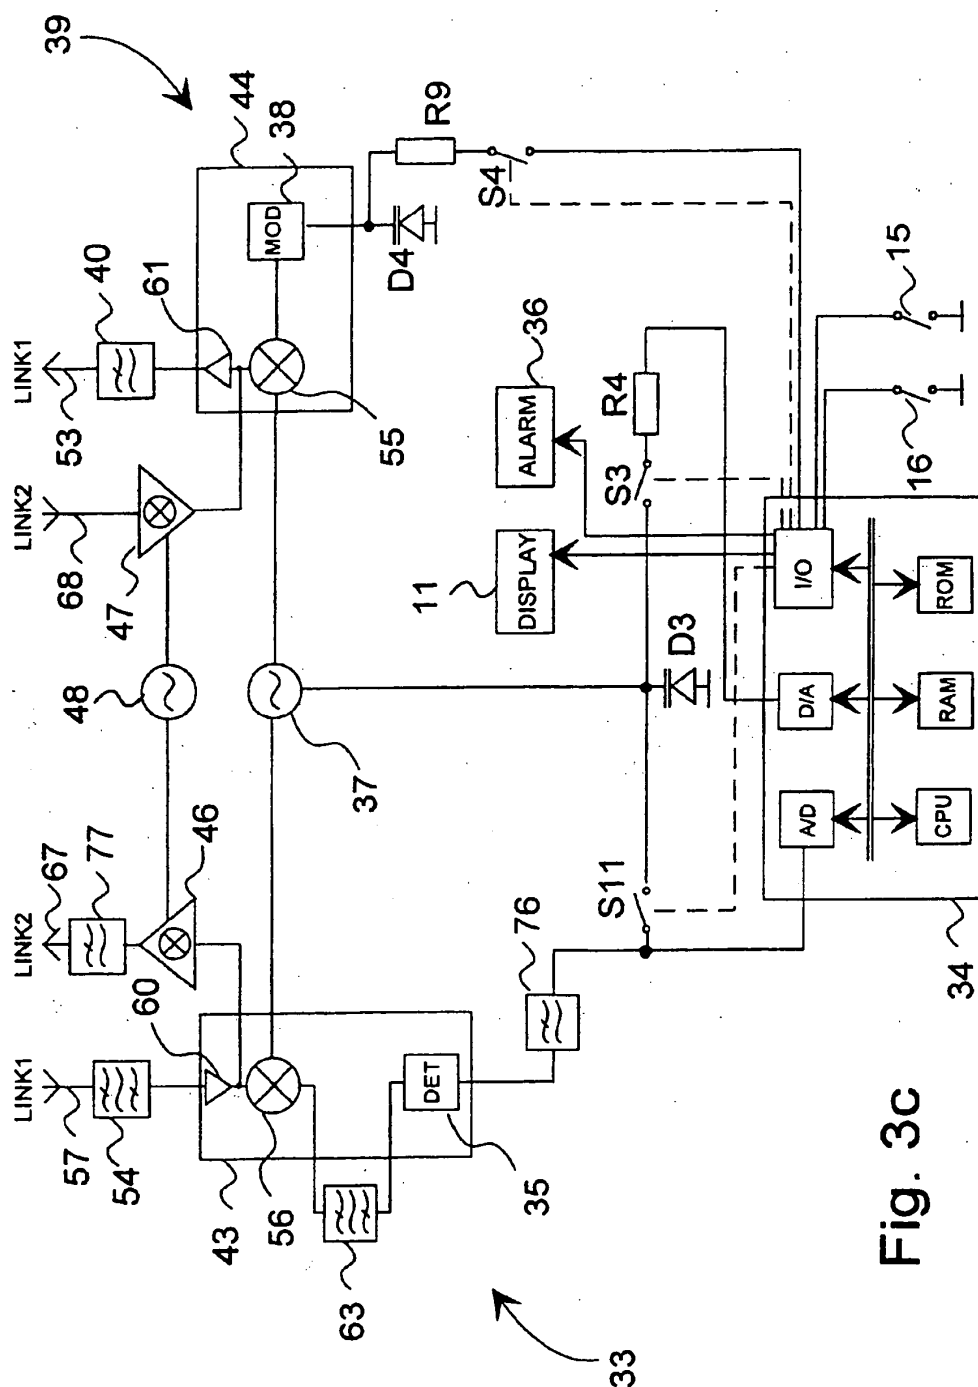 39
44
38
R9
LINK1
40
61
MOD
S4
D4
53
55
LINK2
68
47
36
ALARM
R4
15
16
48
11
DISPLAY
S3
I/O
ROM
37
D3
D/A
RAM
LINK2
67
77
46
S11
A/D
CPU
60
76
34
LINK1
57
54
43
56
DET
35
63
33
Fig. 3c